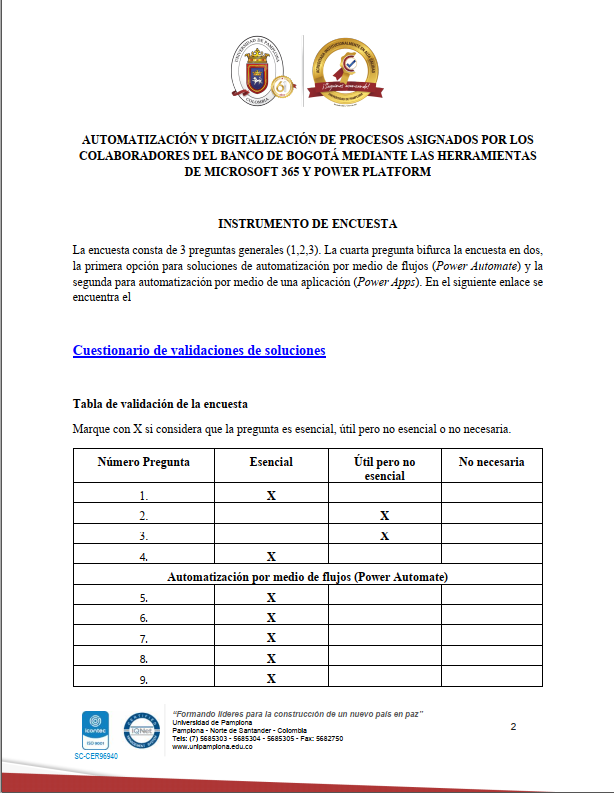 UNIVERSIDAD DE PAMPLONA
COLOMBIA
AUTOMATIZACIÓN Y DIGITALIZACIÓN DE PROCESOS ASIGNADOS POR LOS
COLABORADORES DEL BANCO DE BOGOTÁ MEDIANTE LAS HERRAMIENTAS
DE MICROSOFT 365 Y POWER PLATFORM
INSTRUMENTO DE ENCUESTA
La encuesta consta de 3 preguntas generales (1,2,3). La cuarta pregunta bifurca la encuesta en dos,
la primera opción para soluciones de automatización por medio de flujos (Power Automate) y la
segunda para automatización por medio de una aplicación (Power Apps). En el siguiente enlace se
encuentra el
Cuestionario de validaciones de soluciones
Tabla de validación de la encuesta
Marque con X si considera que la pregunta es esencial, útil pero no esencial o no necesaria.
Número Pregunta Esencial Útil pero no esencial No necesaria
1. X
2. X
3. X
4. X
Automatización por medio de flujos (Power Automate)
5. X
6. X
7. X
8. X
9. X
icontec
ISO 9001
SC-CER96940
IQNet
“Formando líderes para la construcción de un nuevo país en paz”
Universidad de Pamplona
Pamplona - Norte de Santander - Colombia
Tels: (7) 5685303 - 5685304 - 5685305 - Fax: 5682750
www.unipamplona.edu.co
2